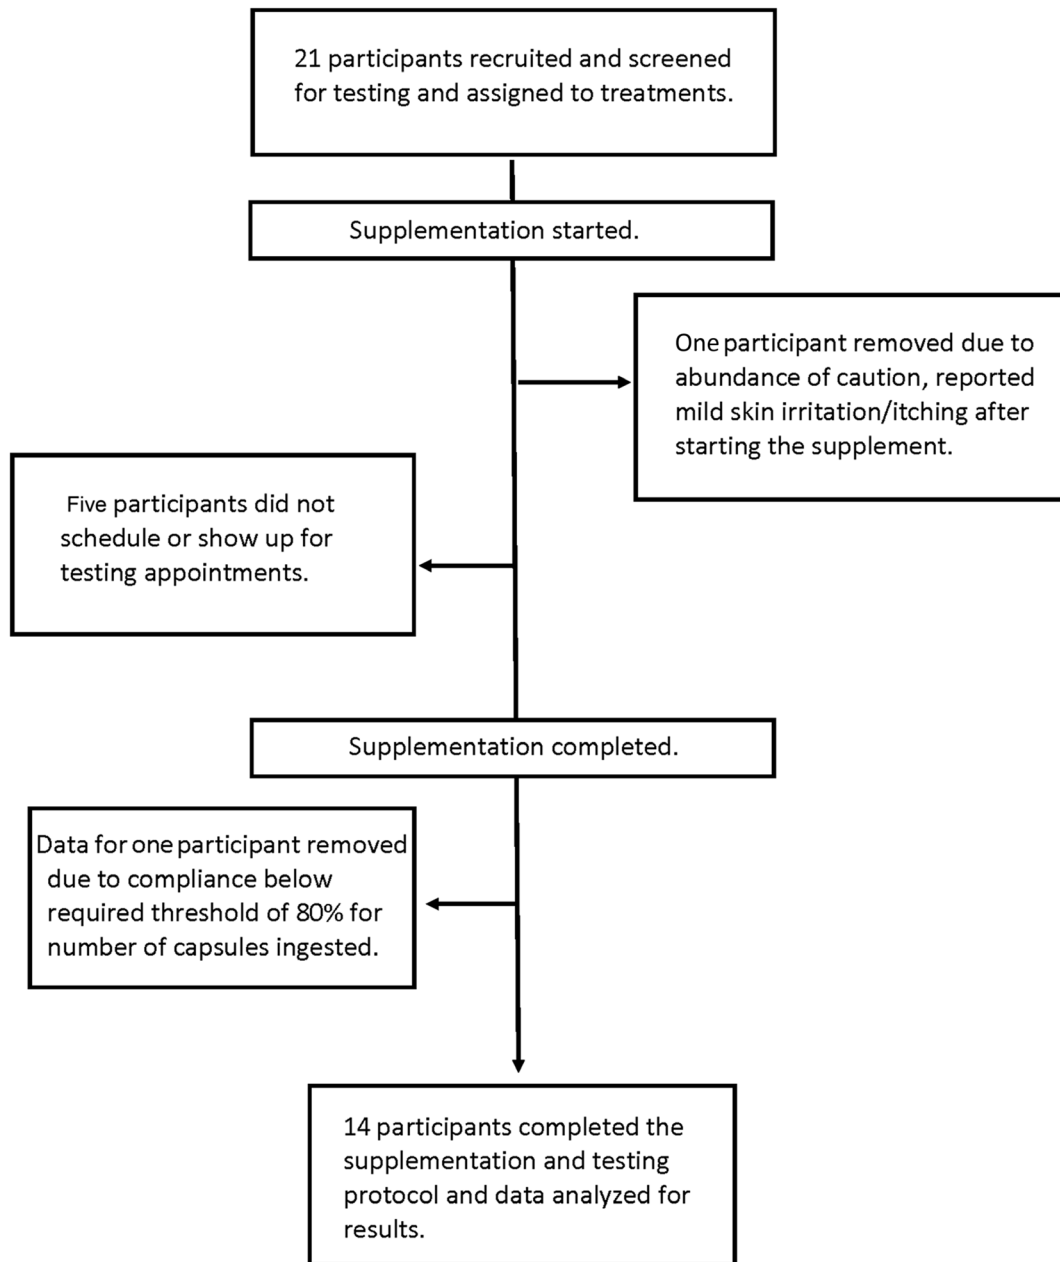 21 participants recruited and screened
for testing and assigned to treatments.
Supplementation started.
One participant removed due to
abundance of caution, reported
mild skin irritation/itching after
starting the supplement.
Five participants did not
schedule or show up for
testing appointments.
Supplementation completed.
Data for one participant removed
due to compliance below
required threshold of 80% for
number of capsules ingested.
14 participants completed the
supplementation and testing
protocol and data analyzed for
results.